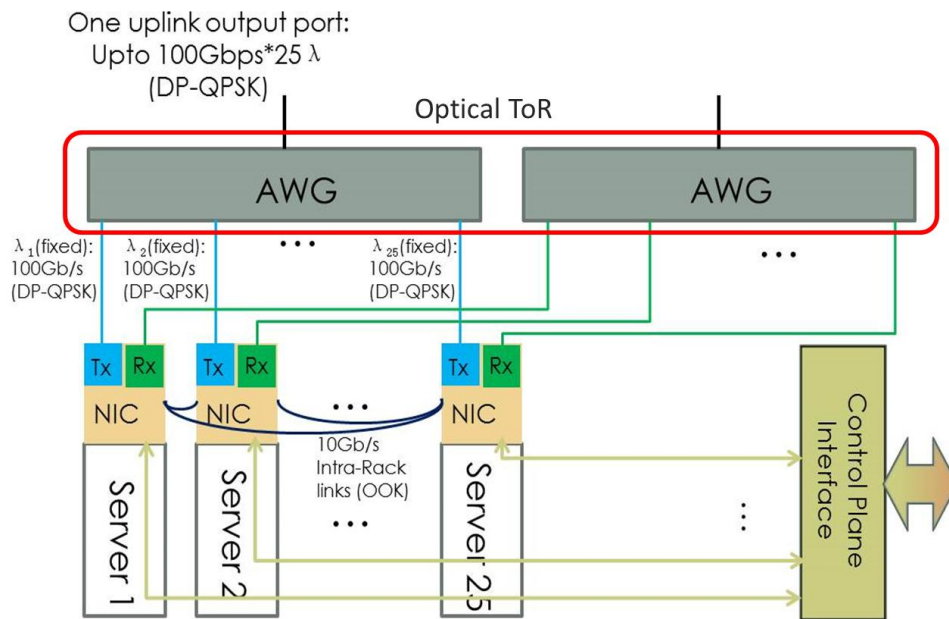 One uplink output port:
Upto 100Gbps*25 λ
(DP-QPSK)
Optical ToR
AWG
AWG
λ1(fixed):
100Gb/s
(DP-QPSK)
λ2(fixed):
100Gb/s
(DP-QPSK)
...
λ25(fixed):
100Gb/s
(DP-QPSK)
...
Tx
Rx
Tx
Rx
Tx
Rx
NIC
NIC
...
NIC
10Gb/s
Intra-Rack
links (OOK)
...
Server 1
Server 2
Server 25
...
Control Plane
Interface